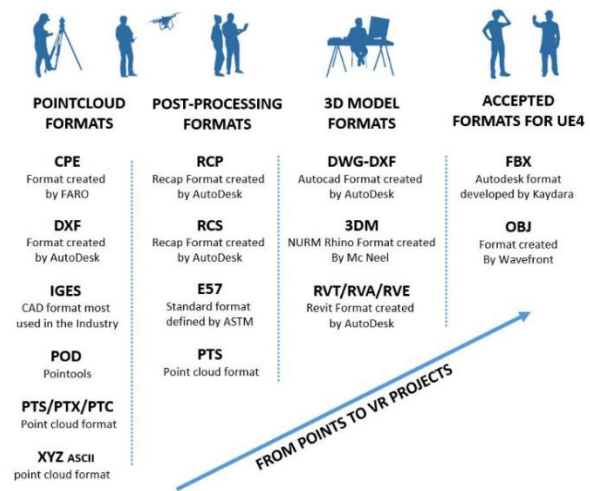 POINTCLOUD
FORMATS
CPE
Format created
by FARO
DXF
Format created
by AutoDesk
IGES
CAD format most
used in the Industry
POD
Pointools
PTS/PTX/PTC
Point cloud format
XYZ ASCII
point cloud format
POST-PROCESSING
FORMATS
RCP
Recap Format created
by AutoDesk
RCS
Recap Format created
by AutoDesk
E57
Standard format
defined by ASTM
PTS
Point cloud format
3D MODEL
FORMATS
DWG-DXF
Autocad Format created
by AutoDesk
3DM
NURM Rhino Format created
By Mc Neel
RVT/RVA/RVE
Revit Format created
by AutoDesk
ACCEPTED
FORMATS FOR UE4
FBX
Autodesk format
developed by Kaydara
OBJ
Format created
By Wavefront
FROM POINTS TO VR PROJECTS